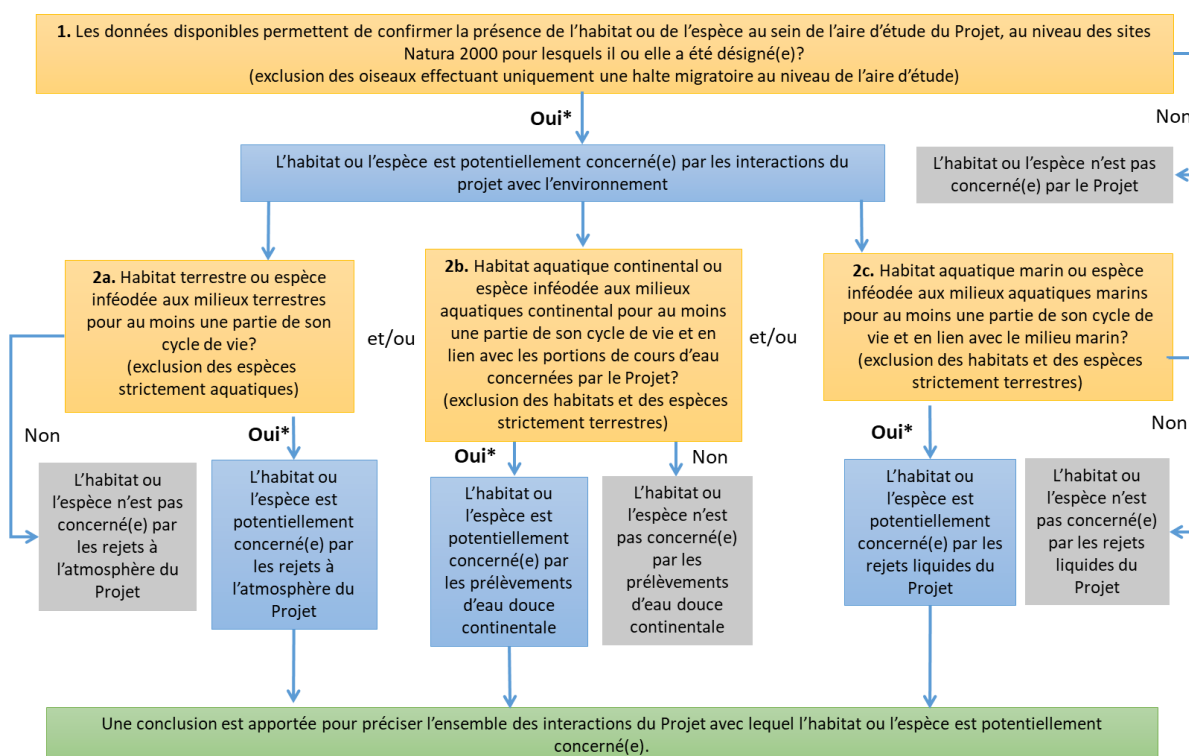 1. Les données disponibles permettent de confirmer la présence de l'habitat ou de l'espèce au sein de l'aire d'étude du Projet, au niveau des sites
Natura 2000 pour lesquels il ou elle a été désigné(e)?
(exclusion des oiseaux effectuant uniquement une halte migratoire au niveau de l'aire d'étude)
Oui*
Non
L'habitat ou l'espèce est potentiellement concerné(e) par les interactions du
projet avec l'environnement
L'habitat ou l'espèce n'est pas
concerné(e) par le Projet
2a. Habitat terrestre ou espèce
inféodée aux milieux terrestres
pour au moins une partie de son
cycle de vie?
(exclusion des espèces
strictement aquatiques)
et/ou
2b. Habitat aquatique continental ou
espèce inféodée aux milieux
aquatiques continental pour au moins
une partie de son cycle de vie et en
lien avec les portions de cours d'eau
concernées par le Projet?
(exclusion des habitats et des espèces
strictement terrestres)
et/ou
2c. Habitat aquatique marin ou espèce
inféodée aux milieux aquatiques marins
pour au moins une partie de son cycle de
vie et en lien avec le milieu marin?
(exclusion des habitats et des espèces
strictement terrestres)
Non
Oui*
Oui*
Non
Oui*
Non
L'habitat ou
l'espèce n'est pas
concerné(e) par
les rejets à
l'atmosphère du
Projet
L'habitat ou
l'espèce est
potentiellement
concerné(e) par
les rejets à
l'atmosphère du
Projet
L'habitat ou
l'espèce est
potentiellement
concerné(e) par
les prélèvements
d'eau douce
continentale
L'habitat ou
l'espèce n'est
pas concerné(e)
par les
prélèvements
d'eau douce
continentale
L'habitat ou
l'espèce est
potentiellement
concerné(e) par les
rejets liquides du
Projet
L'habitat ou
l'espèce n'est
pas concerné(e)
par les rejets
liquides du
Projet
Une conclusion est apportée pour préciser l'ensemble des interactions du Projet avec lequel l'habitat ou l'espèce est potentiellement
concerné(e).